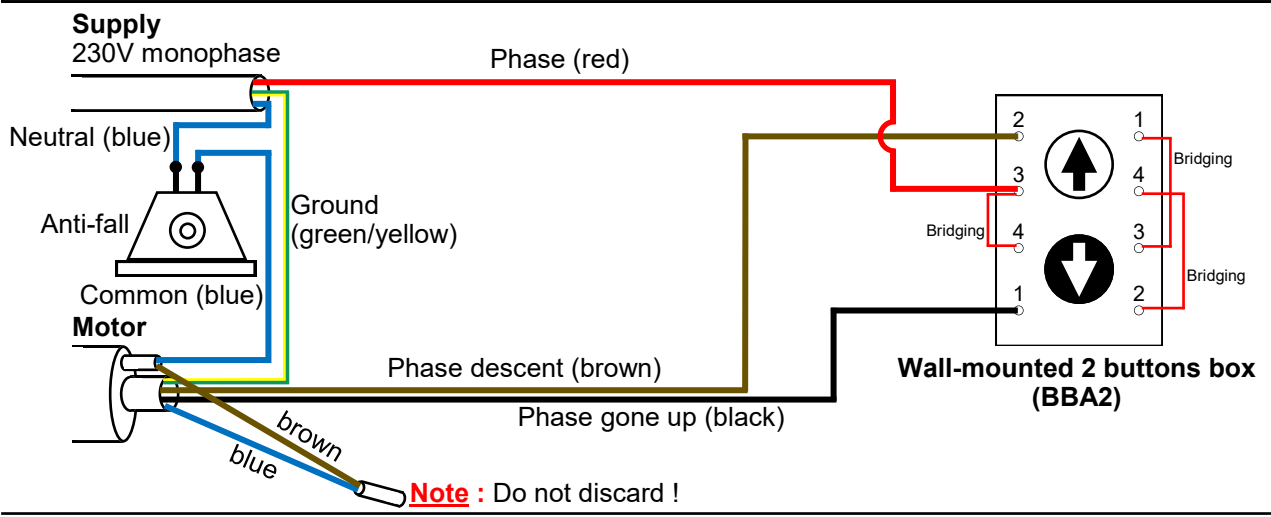 Supply
230V monophase
Phase (red)
Neutral (blue)
Anti-fall
Ground
(green/yellow)
Common (blue)
Motor
Phase descent (brown)
Phase gone up (black)
brown
blue
Note : Do not discard !
2
1
Bridging
3
4
Bridging
4
3
Bridging
1
2
Wall-mounted 2 buttons box
(BBA2)